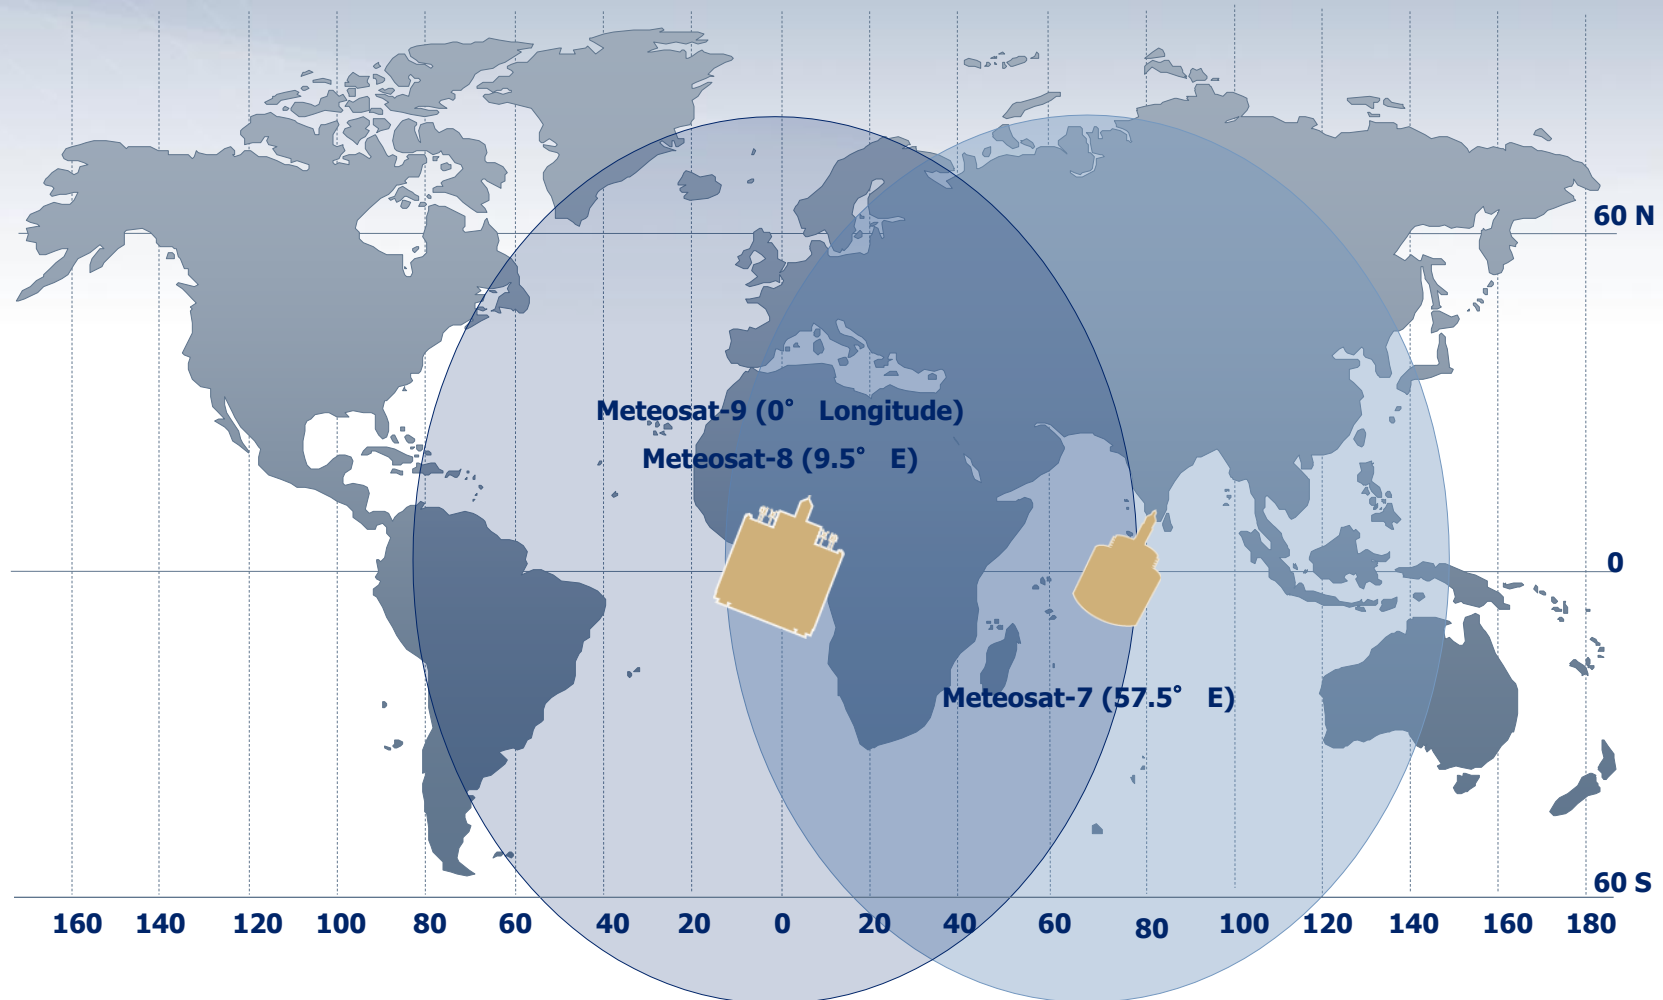 60 N
Meteosat-9 (0° Longitude)
Meteosat-8 (9.5° E)
0
Meteosat-7 (57.5° E)
60 S
160 140 120 100 80 60 40 20 0 20 40 60 80 100 120 140 160 180